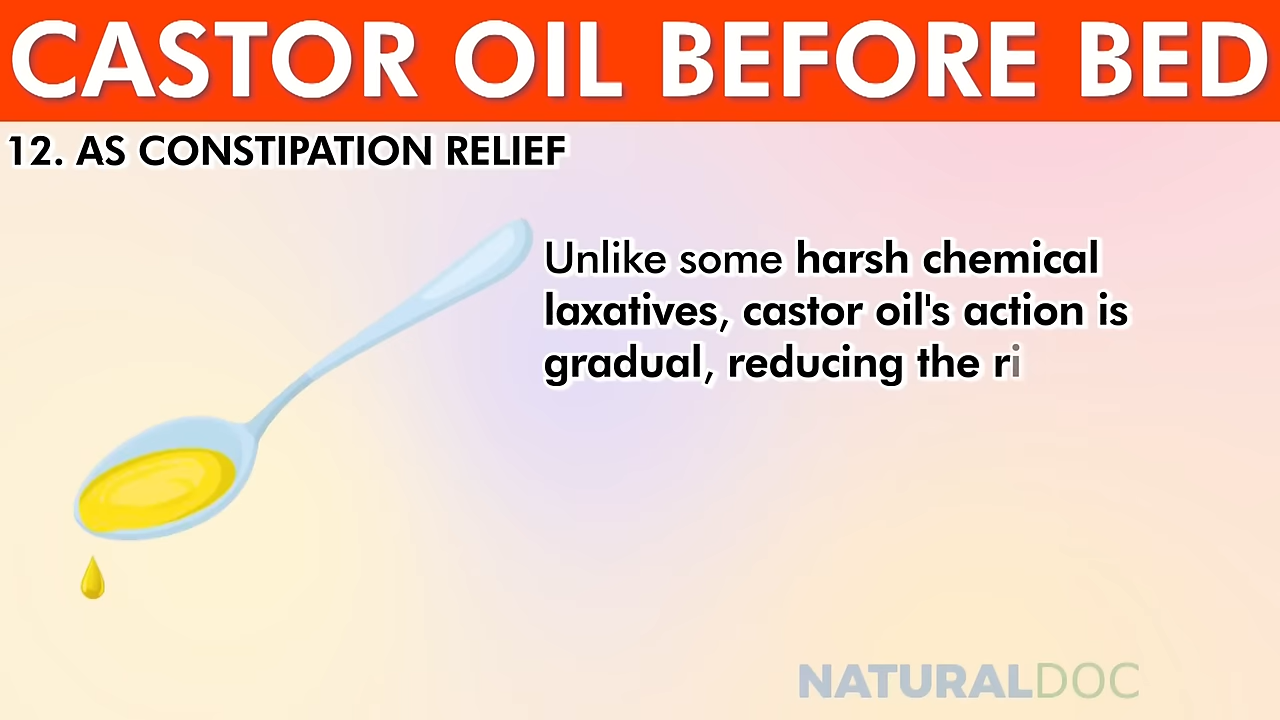 CASTOR OIL BEFORE BED
12. AS CONSTIPATION RELIEF
Unlike some harsh chemical
laxatives, castor oil's action is
gradual, reducing the ri
NATURALDOC